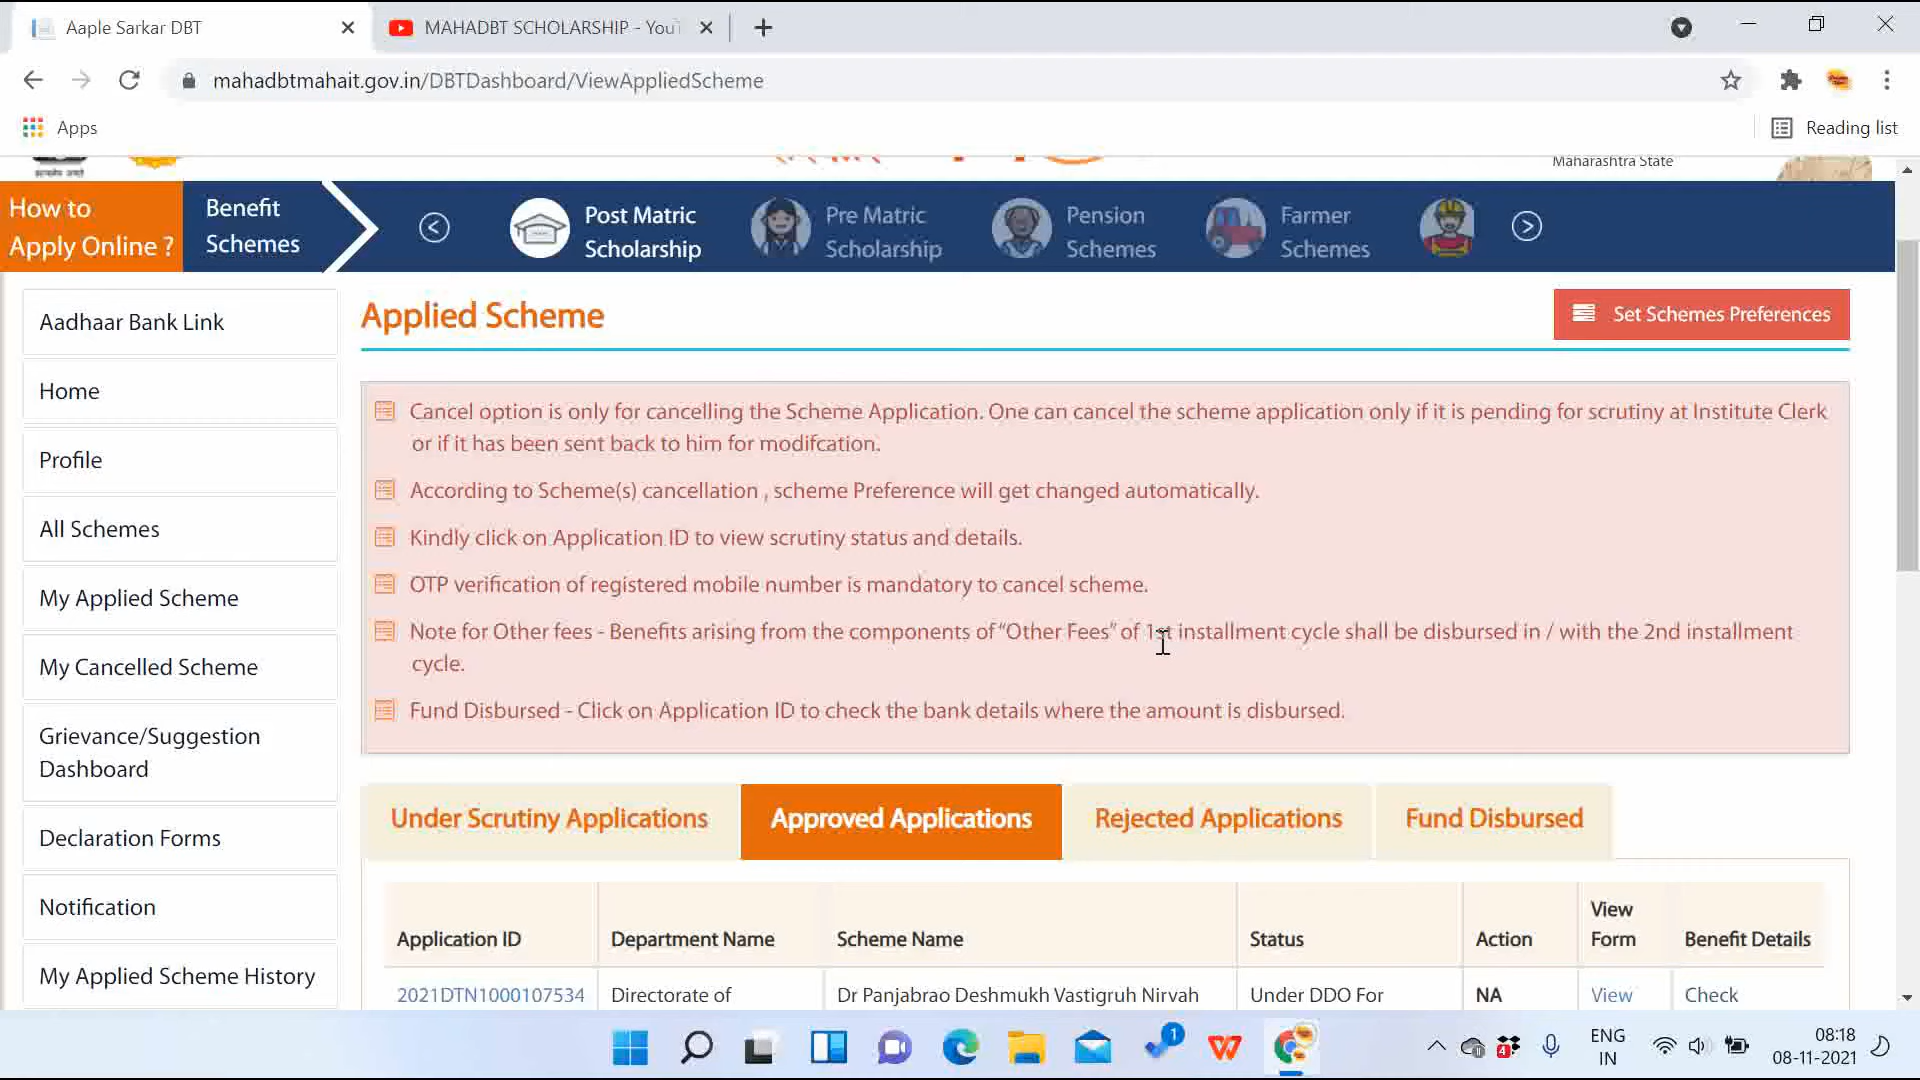 Aaple Sarkar DBT
MAHADBT SCHOLARSHIP - You
mahadbtmahait.gov.in/DBTDashboard/ViewAppliedScheme
Apps
Reading list
Maharashtra State
How to
Apply Online ?
Benefit
Schemes
Post Matric
Scholarship
Pre Matric
Scholarship
Pension
Schemes
Farmer
Schemes
Aadhaar Bank Link
Home
Profile
All Schemes
My Applied Scheme
My Cancelled Scheme
Grievance/Suggestion
Dashboard
Declaration Forms
Notification
My Applied Scheme History
Applied Scheme
Set Schemes Preferences
Cancel option is only for cancelling the Scheme Application. One can cancel the scheme application only if it is pending for scrutiny at Institute Clerk
or if it has been sent back to him for modifcation.
According to Scheme(s) cancellation , scheme Preference will get changed automatically.
Kindly click on Application ID to view scrutiny status and details.
OTP verification of registered mobile number is mandatory to cancel scheme.
Note for Other fees - Benefits arising from the components of “Other Fees” of 1st installment cycle shall be disbursed in / with the 2nd installment
cycle.
Fund Disbursed - Click on Application ID to check the bank details where the amount is disbursed.
Under Scrutiny Applications
Approved Applications
Rejected Applications
Fund Disbursed
Application ID
Department Name
Scheme Name
Status
Action
View
Form
Benefit Details
2021DTN1000107534
Directorate of
Dr Panjabrao Deshmukh Vastigruh Nirvah
Under DDO For
NA
View
Check
1
4
ENG
IN
08:18
08-11-2021